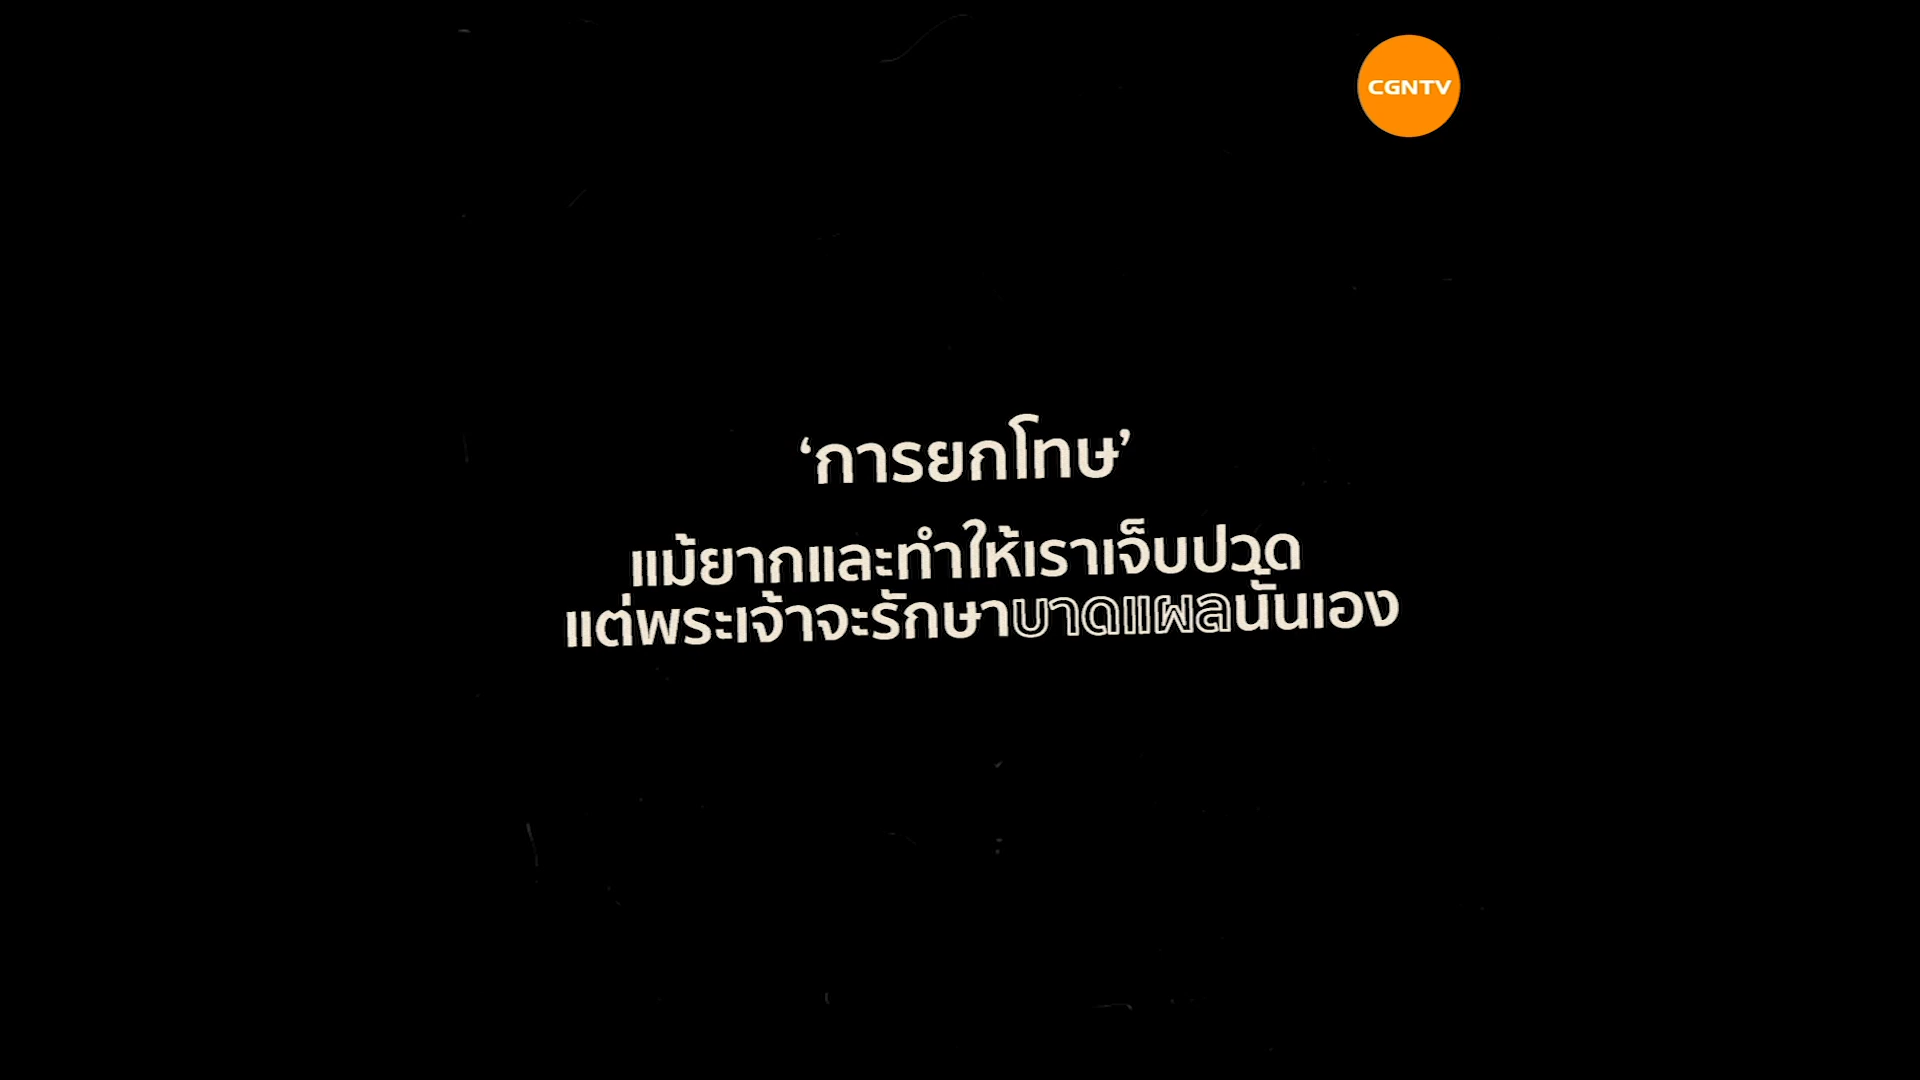 CGNTV
‘การยกโทษ’
แม้ยากและทำให้เราเจ็บปวด
แต่พระเจ้าจะรักษาบาดแผลนั้นเอง